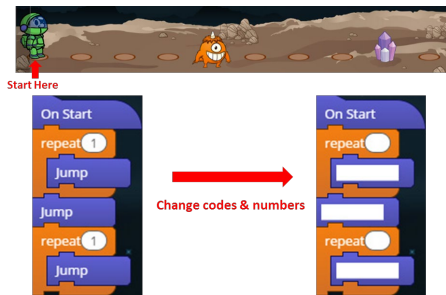 Start Here
On Start
repeat 1
Jump
Jump
repeat 1
Jump
Change codes & numbers
On Start
repeat
repeat